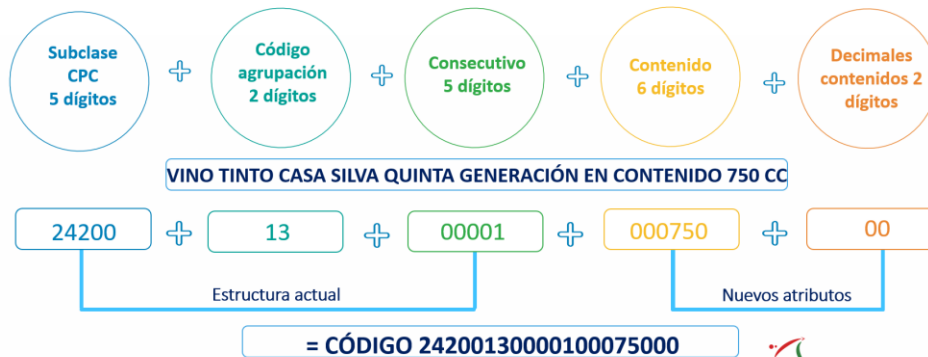 Subclase
CPC
5 dígitos
Código
agrupación
2 dígitos
Consecutivo
5 dígitos
Contenido
6 dígitos
Decimales
contenidos 2
dígitos
VINO TINTO CASA SILVA QUINTA GENERACIÓN EN CONTENIDO 750 CC
24200
13
00001
000750
00
Estructura actual
Nuevos atributos
= CÓDIGO 24200130000100075000